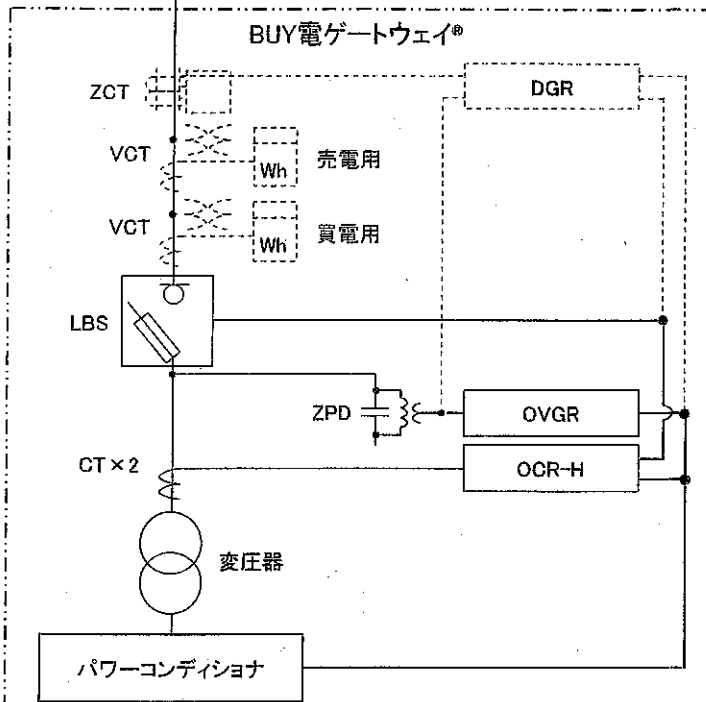 BUY電ゲートウェイ®
ZCT
DGR
VCT
Wh
売電用
VCT
Wh
買電用
LBS
ZPD
OVGR
CT×2
OCR-H
変圧器
パワーコンディショナ